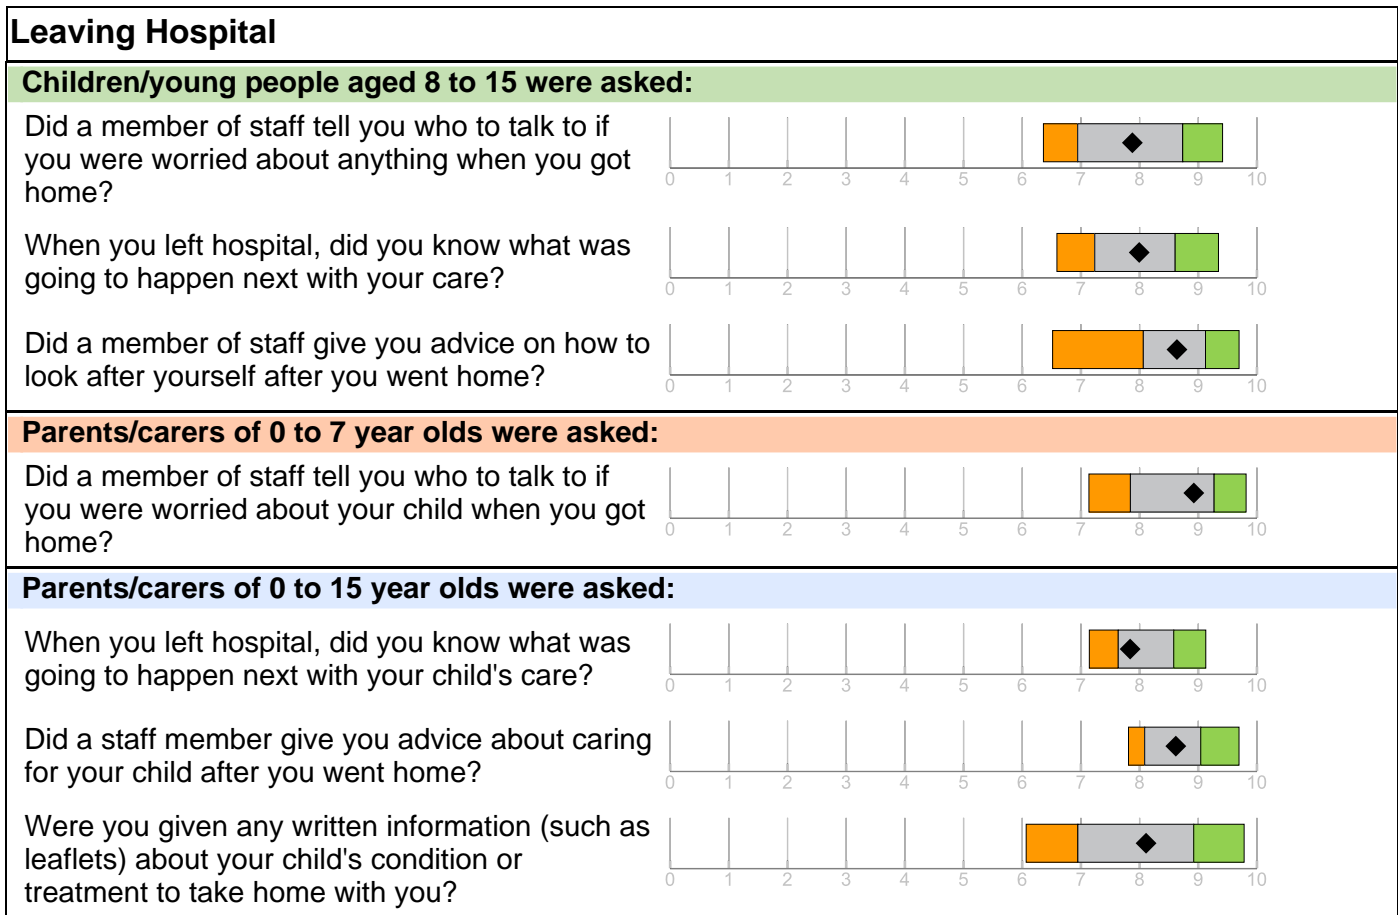 Leaving Hospital
Children/young people aged 8 to 15 were asked:
Did a member of staff tell you who to talk to if
you were worried about anything when you got
home?
0 1 2 3 4 5 6 7 8 9 10
When you left hospital, did you know what was
going to happen next with your care?
0 1 2 3 4 5 6 7 8 9 10
Did a member of staff give you advice on how to
look after yourself after you went home?
0 1 2 3 4 5 6 7 8 9 10
Parents/carers of 0 to 7 year olds were asked:
Did a member of staff tell you who to talk to if
you were worried about your child when you got
home?
0 1 2 3 4 5 6 7 8 9 10
Parents/carers of 0 to 15 year olds were asked:
When you left hospital, did you know what was
going to happen next with your child's care?
0 1 2 3 4 5 6 7 8 9 10
Did a staff member give you advice about caring
for your child after you went home?
0 1 2 3 4 5 6 7 8 9 10
Were you given any written information (such as
leaflets) about your child's condition or
treatment to take home with you?
0 1 2 3 4 5 6 7 8 9 10